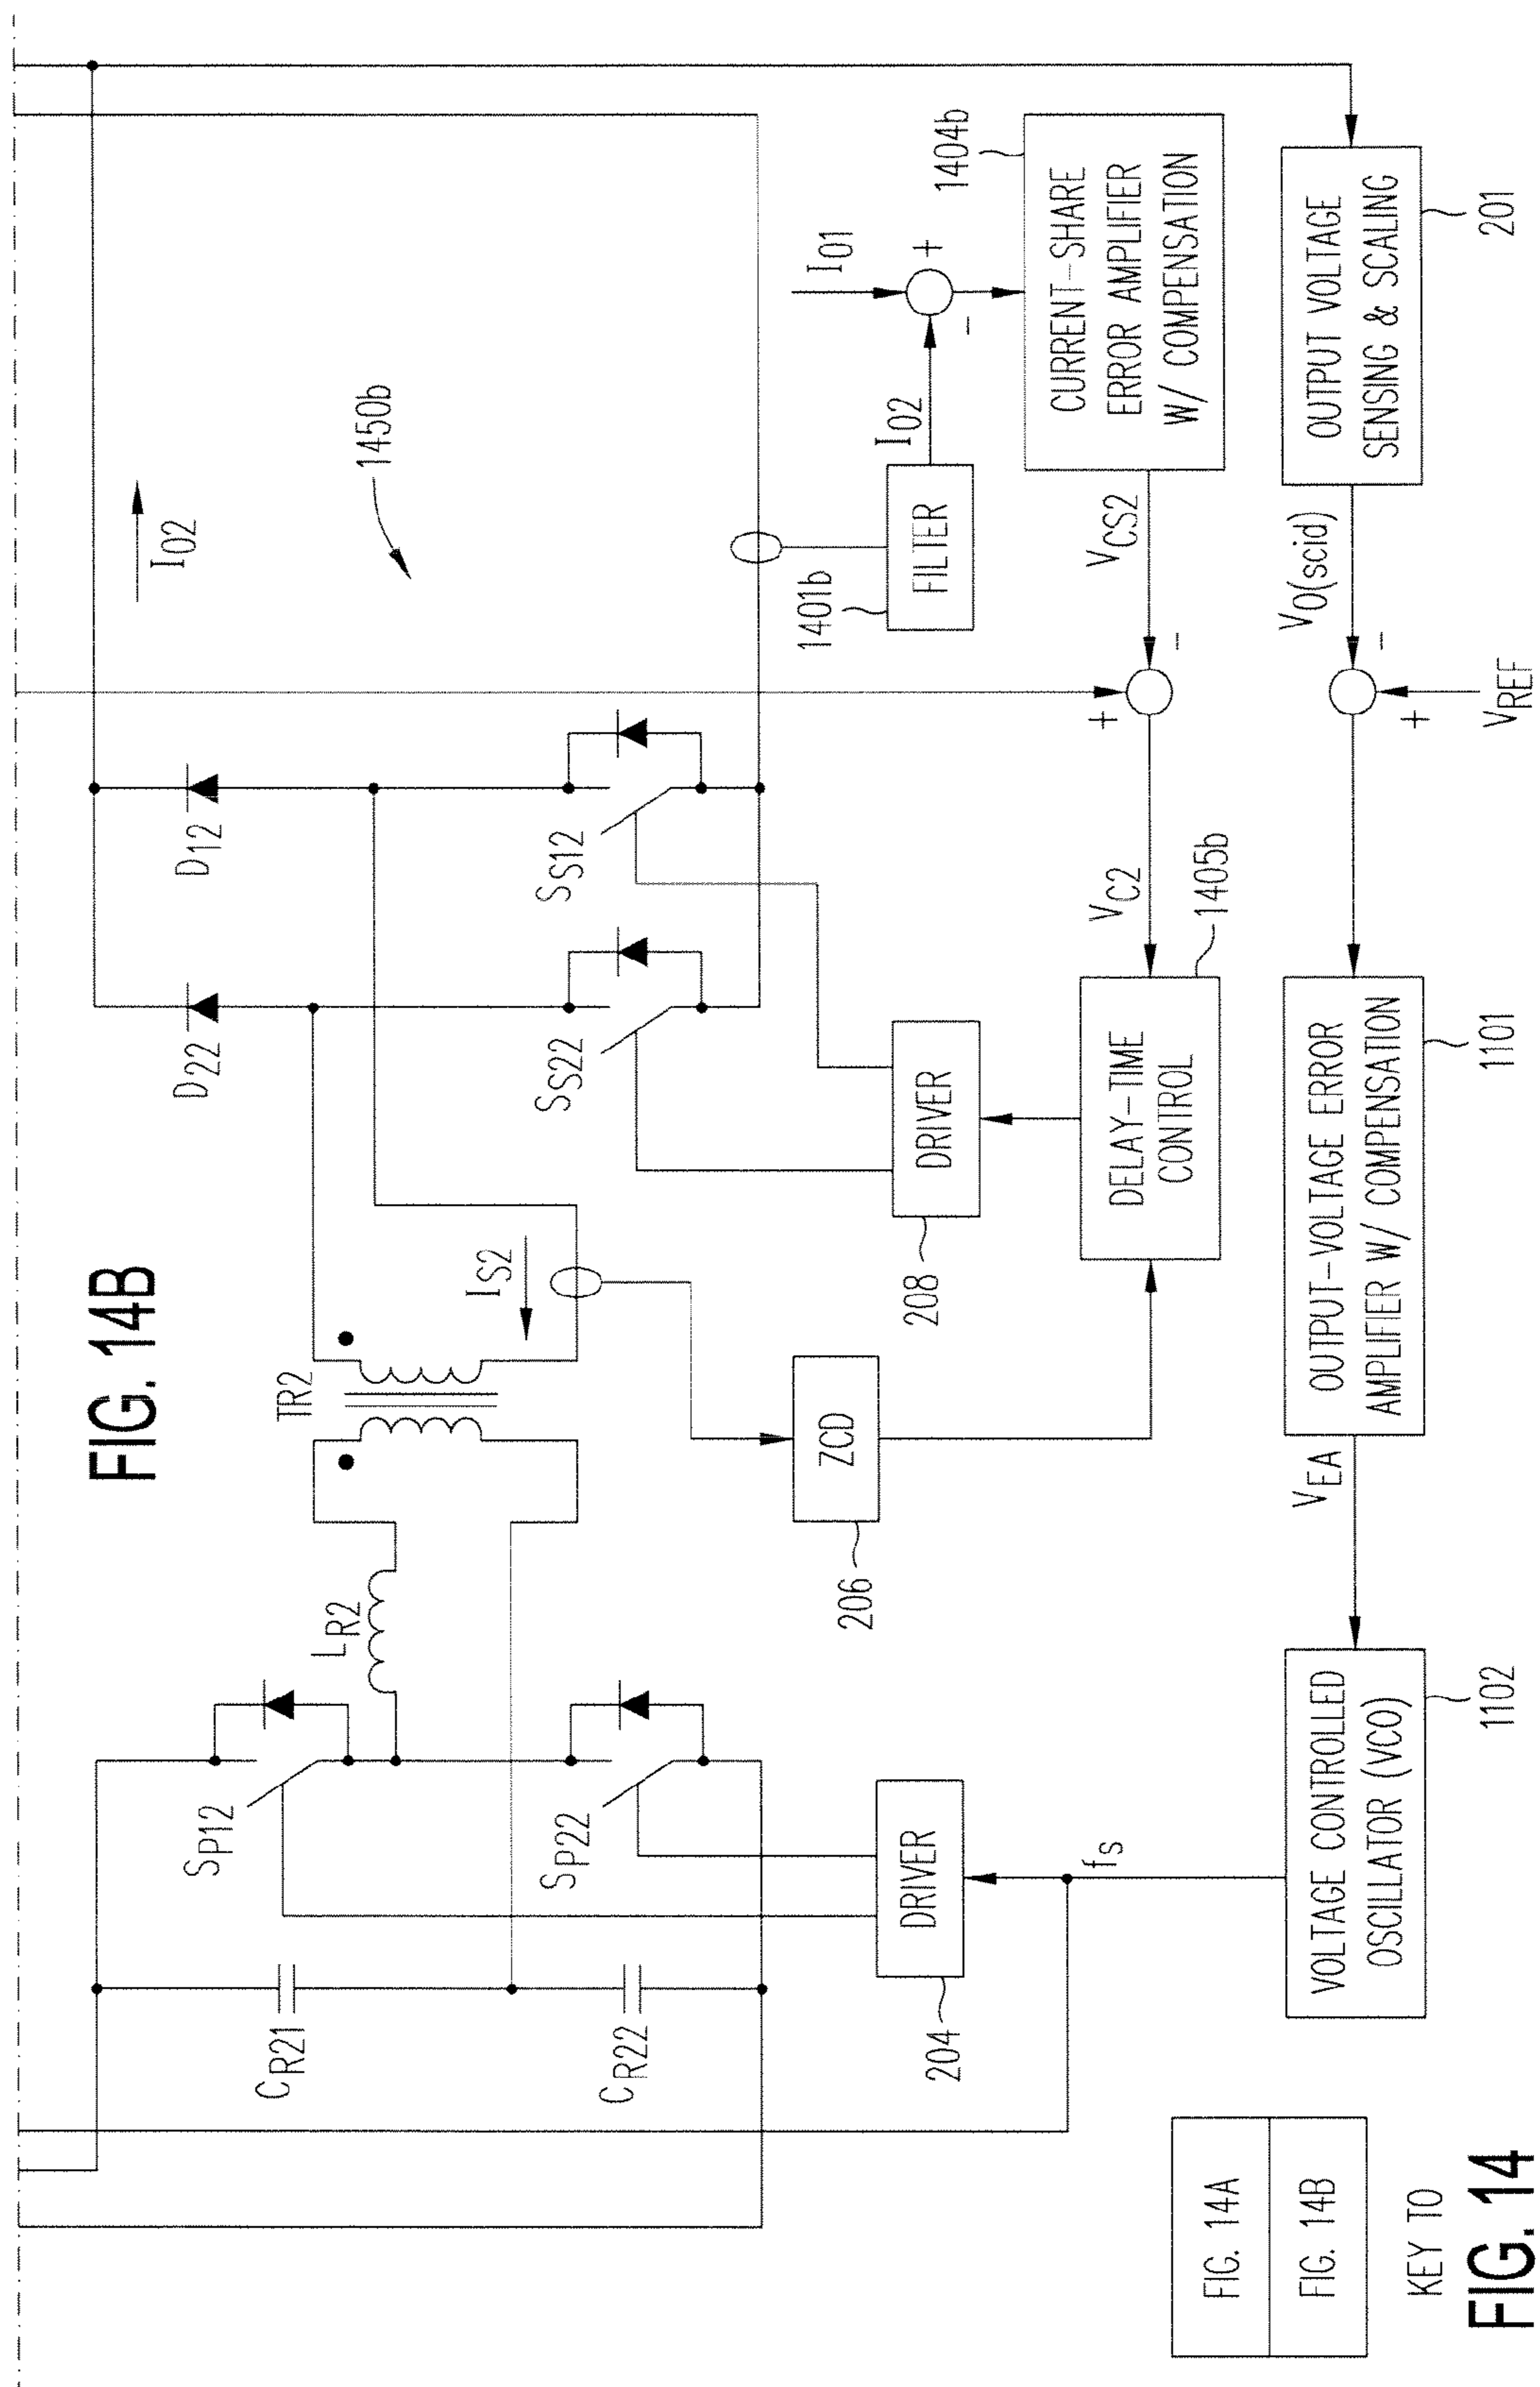 FIG. 14B
I02
1450b
D12
D22
SS12
SS22
TR2
IS2
LR2
SP12
SP22
CR21
CR22
1401b
FILTER
I02
I01
+
-
1404b
CURRENT-SHARE
ERROR AMPLIFIER
W/ COMPENSATION
VCS2
-
+
VC2
1405b
DELAY-TIME
CONTROL
DRIVER
208
ZCD
206
DRIVER
204
fs
OUTPUT VOLTAGE
SENSING & SCALING
201
VO(scid)
-
+
VREF
OUTPUT-VOLTAGE ERROR
AMPLIFIER W/ COMPENSATION
1101
VEA
VOLTAGE CONTROLLED
OSCILLATOR (VCO)
1102
FIG. 14A
FIG. 14B
KEY TO
FIG. 14